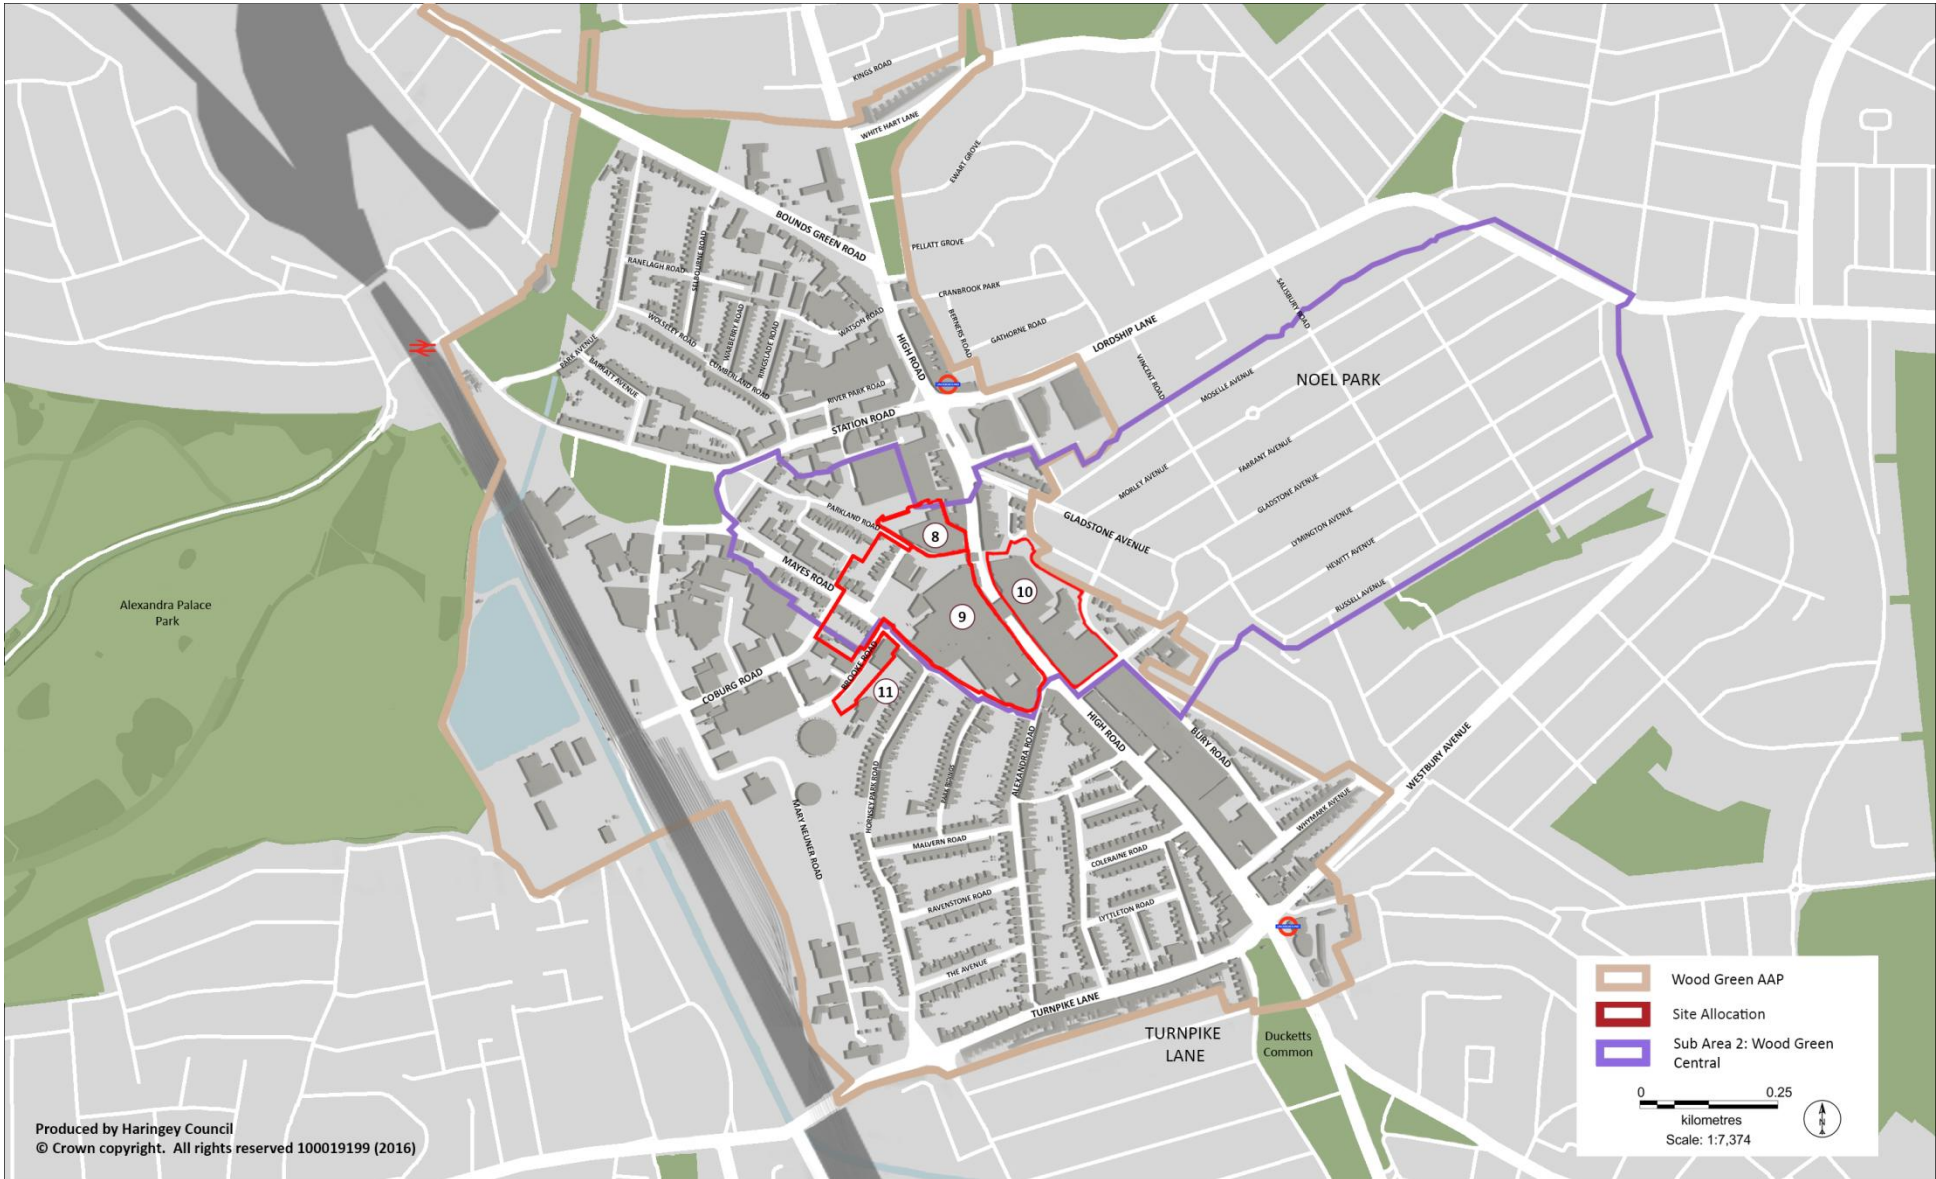 KINGS ROAD
WHITE HART LANE
EWART GROVE
BOUNDS GREEN ROAD
PELLATT GROVE
RANELAGH ROAD
SELBOURNE ROAD
CRANBROOK PARK
SALISBURY ROAD
WOLSELEY ROAD
WARBERRY ROAD
RINGSLADE ROAD
WATSON ROAD
HIGH ROAD
BERNERS ROAD
GATHORNE ROAD
LORDSHIP LANE
PARK AVENUE
BARRATT AVENUE
CUMBERLAND ROAD
RIVER PARK ROAD
STATION ROAD
VINCENT ROAD
MOSELLE AVENUE
NOEL PARK
FARRANT AVENUE
MORLEY AVENUE
GLADSTONE AVENUE
GLADSTONE AVENUE
LYMINGTON AVENUE
HEWITT AVENUE
RUSSELL AVENUE
PARKLAND ROAD
MAYES ROAD
8
9
10
11
Alexandra Palace
Park
COBURG ROAD
BROOKE ROAD
HIGH ROAD
BURY ROAD
WESTBURY AVENUE
ALEXANDRA ROAD
HORNSEY PARK ROAD
PARK RIDINGS
MARY NEUNER ROAD
WHYMARK AVENUE
MALVERN ROAD
COLERAINE ROAD
RAVENSTONE ROAD
LYTTLETON ROAD
THE AVENUE
TURNPIKE LANE
TURNPIKE
LANE
Ducketts
Common
Wood Green AAP
Site Allocation
Sub Area 2: Wood Green
Central
0 0.25
kilometres
Scale: 1:7,374
N
Produced by Haringey Council
© Crown copyright. All rights reserved 100019199 (2016)